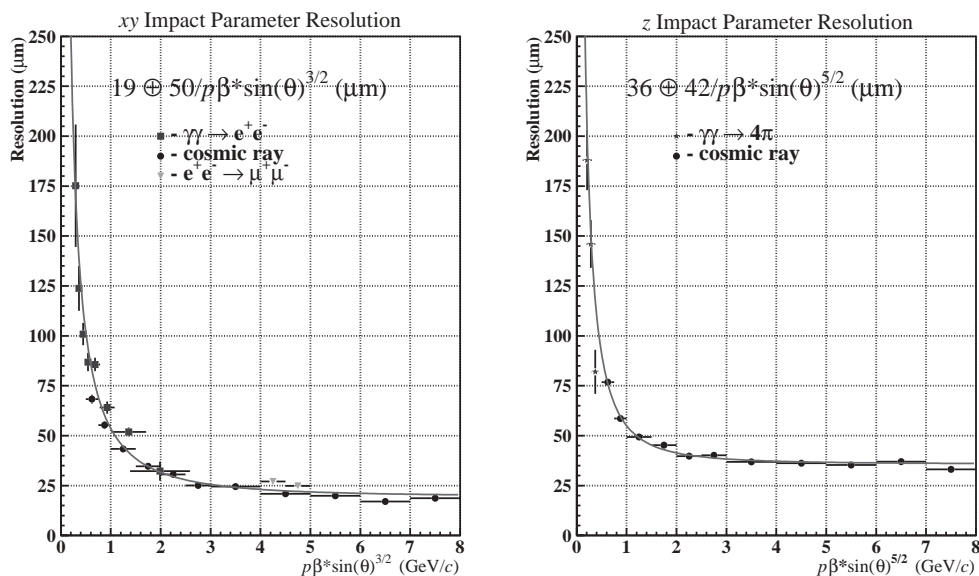 xy Impact Parameter Resolution
Resolution (μm)
250
225
200
175
150
125
100
75
50
25
0
19 ⊕ 50/pβ*sin(θ)^3/2 (μm)
- γγ → e⁺e⁻
- cosmic ray
- e⁺e⁻ → μ⁺μ⁻
0 1 2 3 4 5 6 7 8
pβ*sin(θ)^3/2 (GeV/c)
z Impact Parameter Resolution
Resolution (μm)
250
225
200
175
150
125
100
75
50
25
0
36 ⊕ 42/pβ*sin(θ)^5/2 (μm)
- γγ → 4π
- cosmic ray
0 1 2 3 4 5 6 7 8
pβ*sin(θ)^5/2 (GeV/c)